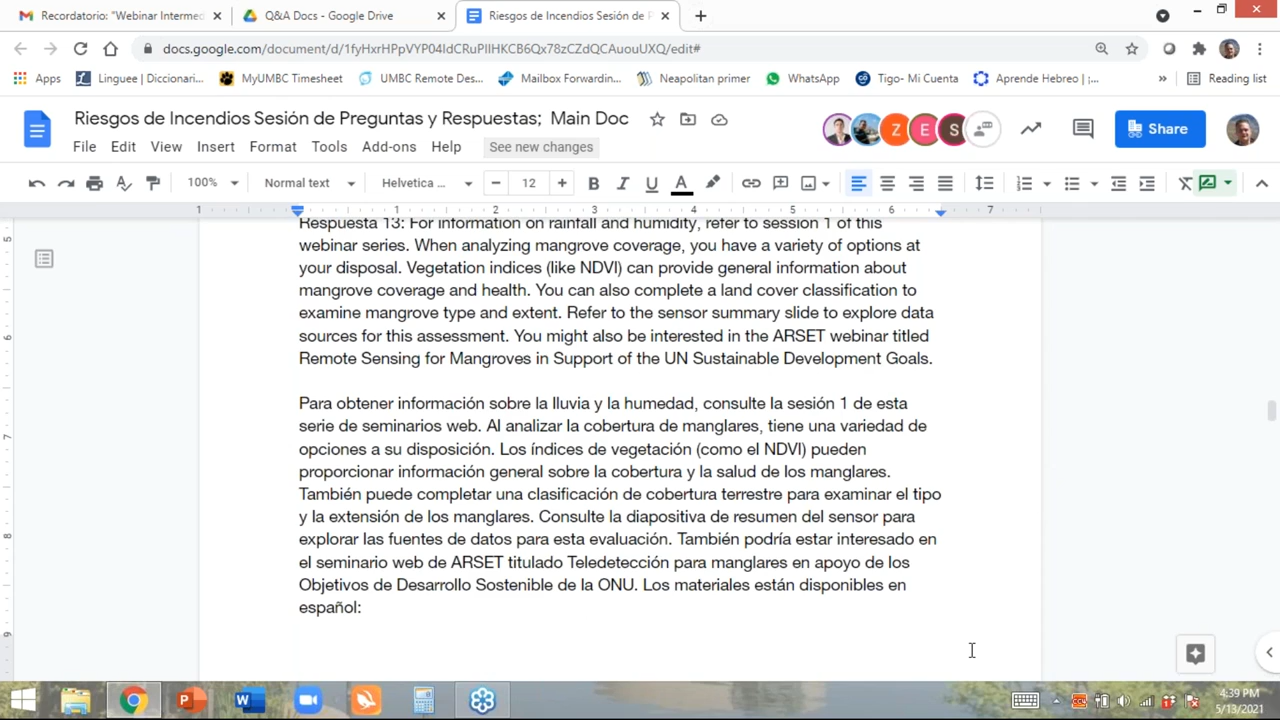 Recordatorio: "Webinar Intermed
Q&A Docs - Google Drive
Riesgos de Incendios Sesión de P
docs.google.com/document/d/1fyHxrHPpVYP04IdCRuPIIHKCB6Qx78zCZdQCAuouUXQ/edit#
Apps
Linguee | Diccionari...
MyUMBC Timesheet
UMBC Remote Des...
Mailbox Forwardin...
Neapolitan primer
WhatsApp
Tigo- Mi Cuenta
Aprende Hebreo | ¡...
»
Reading list
Riesgos de Incendios Sesión de Preguntas y Respuestas; Main Doc
Z E S
Share
File Edit View Insert Format Tools Add-ons Help See new changes
100% Normal text Helvetica ... 12 B I U A
1 1 2 3 4 5 6 7
Respuesta 13: For information on rainfall and humidity, refer to session 1 of this
webinar series. When analyzing mangrove coverage, you have a variety of options at
your disposal. Vegetation indices (like NDVI) can provide general information about
mangrove coverage and health. You can also complete a land cover classification to
examine mangrove type and extent. Refer to the sensor summary slide to explore data
sources for this assessment. You might also be interested in the ARSET webinar titled
Remote Sensing for Mangroves in Support of the UN Sustainable Development Goals.
Para obtener información sobre la lluvia y la humedad, consulte la sesión 1 de esta
serie de seminarios web. Al analizar la cobertura de manglares, tiene una variedad de
opciones a su disposición. Los índices de vegetación (como el NDVI) pueden
proporcionar información general sobre la cobertura y la salud de los manglares.
También puede completar una clasificación de cobertura terrestre para examinar el tipo
y la extensión de los manglares. Consulte la diapositiva de resumen del sensor para
explorar las fuentes de datos para esta evaluación. También podría estar interesado en
el seminario web de ARSET titulado Teledetección para manglares en apoyo de los
Objetivos de Desarrollo Sostenible de la ONU. Los materiales están disponibles en
español:
5
6
7
8
9
4:39 PM
5/13/2021